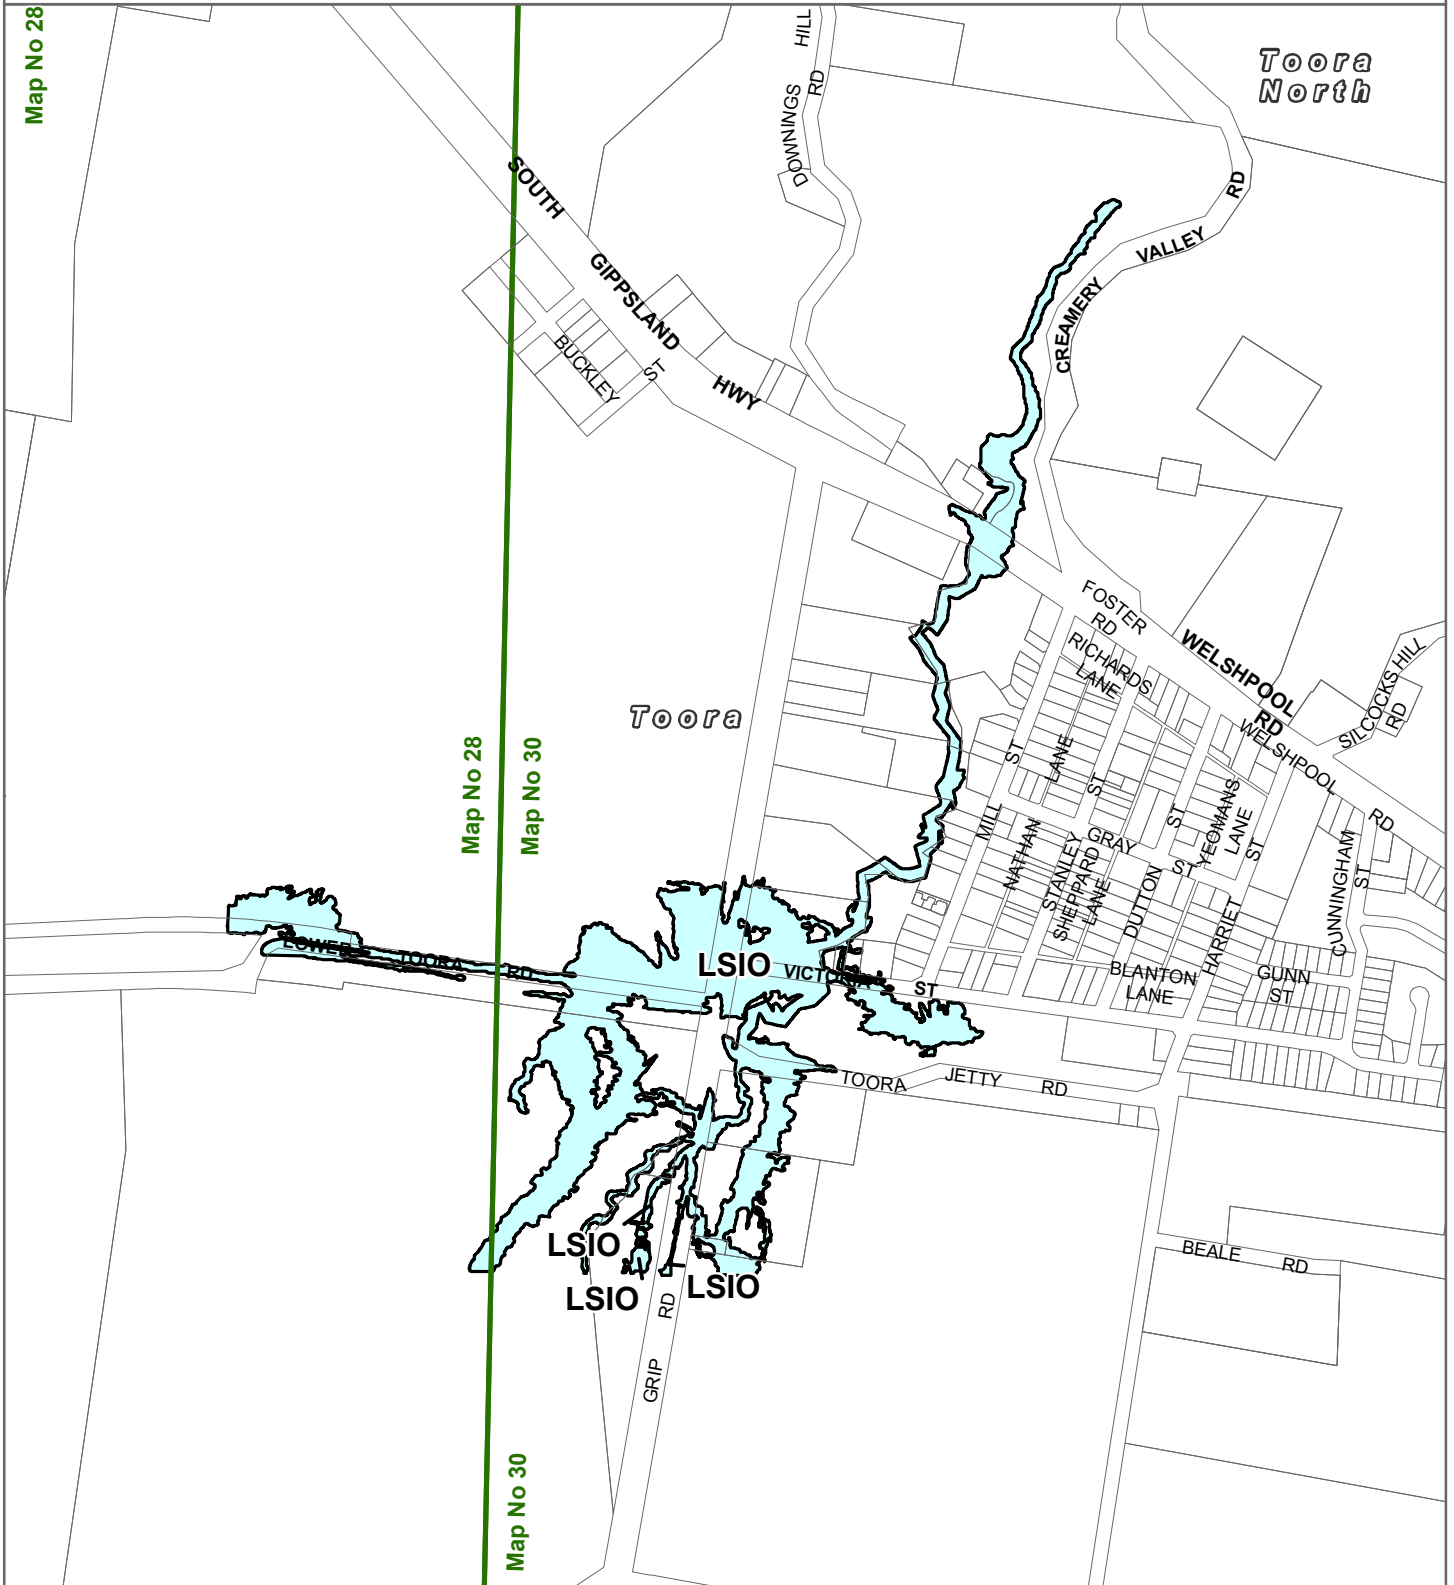 Map No 28
Toora
North
DOWNINGS
HILL
RD
SOUTH
GIPPSLAND
HWY
BUCKLEY
ST
CREAMERY
VALLEY
RD
FOSTER
RD
RICHARDS
LANE
WELSHPOOL
RD
WELSHPOOL
RD
SILCOCKS HILL
RD
Toora
Map No 28
Map No 30
MILL
ST
NATHAN
LANE
STANLEY
ST
SHEPPARD
LANE
GRAY
ST
DUTTON
ST
YEOMANS
LANE
HARRIET
ST
CUNNINGHAM
ST
GUNN
ST
BLANTON
LANE
LOWER
TOORA
RD
LSIO
VICTORIA
ST
TOORA
JETTY
RD
LSIO
LSIO
LSIO
GRIP
RD
BEALE
RD
Map No 30